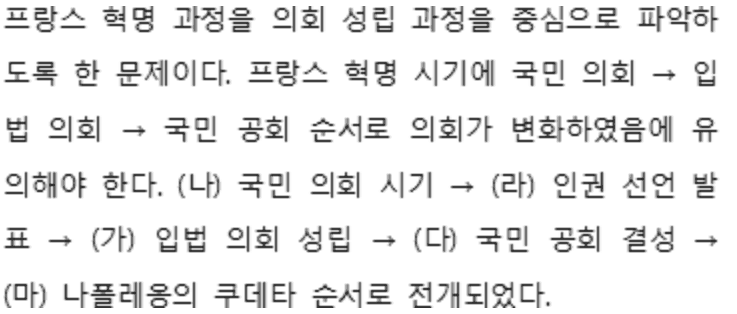 프랑스 혁명 과정을 의회 성립 과정을 중심으로 파악하
도록 한 문제이다. 프랑스 혁명 시기에 국민 의회 → 입
법 의회 → 국민 공회 순서로 의회가 변화하였음에 유
의해야 한다. (나) 국민 의회 시기 → (라) 인권 선언 발
표 → (가) 입법 의회 성립 → (다) 국민 공회 결성 →
(마) 나폴레옹의 쿠데타 순서로 전개되었다.